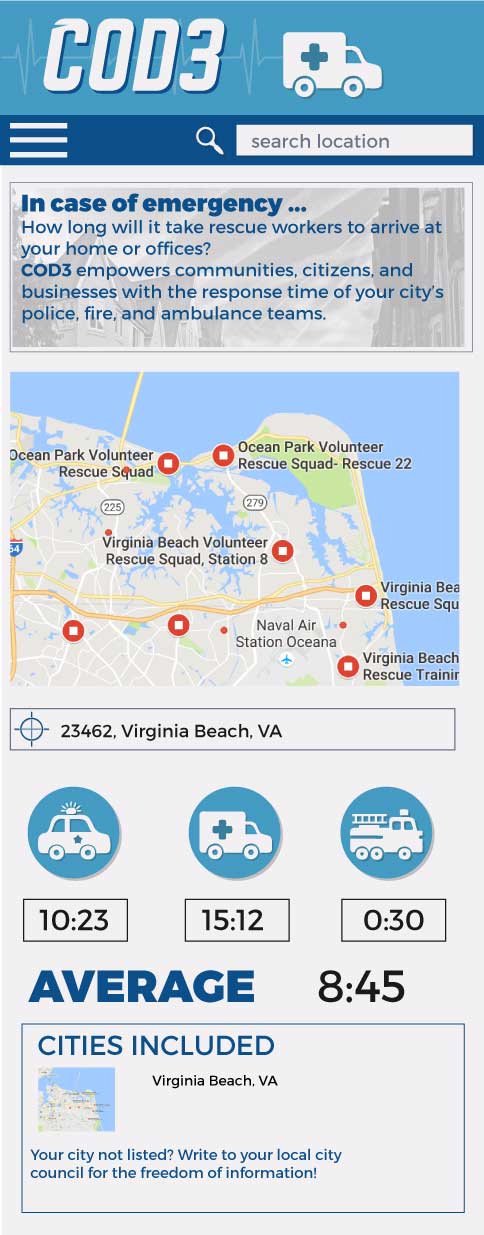 COD3
search location
In case of emergency ...
How long will it take rescue workers to arrive at
your home or offices?
COD3 empowers communities, citizens, and
businesses with the response time of your city's
police, fire, and ambulance teams.
Ocean Park Volunteer
Rescue Squad
Ocean Park Volunteer
Rescue Squad- Rescue 22
225
279
64
Virginia Beach Volunteer
Rescue Squad, Station 8
Virginia Bea
Rescue Squ
Naval Air
Station Oceana
Virginia Beach
Rescue Trainir
23462, Virginia Beach, VA
10:23
15:12
0:30
AVERAGE 8:45
CITIES INCLUDED
Virginia Beach, VA
Your city not listed? Write to your local city
council for the freedom of information!